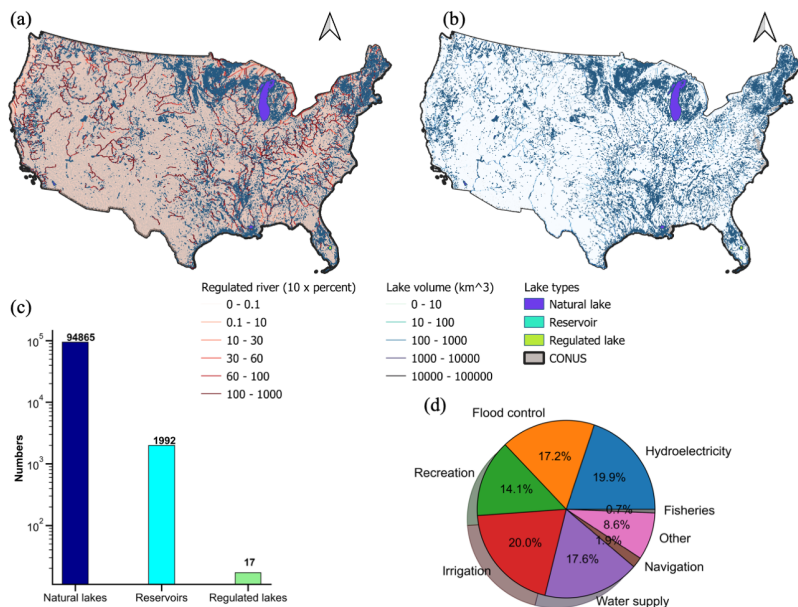 (a)
(b)
Regulated river (10 x percent)
0 - 0.1
0.1 - 10
10 - 30
30 - 60
60 - 100
100 - 1000
Lake volume (km^3)
0 - 10
10 - 100
100 - 1000
1000 - 10000
10000 - 100000
Lake types
Natural lake
Reservoir
Regulated lake
CONUS
(c)
Numbers
10^5
10^4
10^3
10^2
94865
1992
17
Natural lakes
Reservoirs
Regulated lakes
(d)
Flood control
Hydroelectricity
Recreation
Fisheries
Other
Navigation
Irrigation
Water supply
17.2%
19.9%
14.1%
0.7%
8.6%
1.9%
20.0%
17.6%